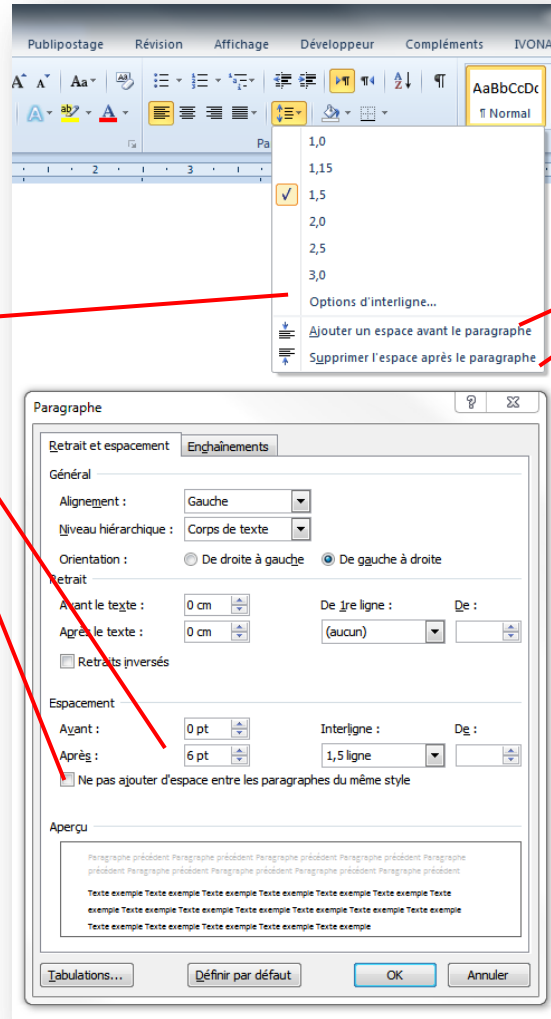 Publipostage Révision Affichage Développeur Compléments IVONA
Aa
AaBbCcDc
¶ Normal
Pa
2 1 3 1
1,0
1,15
1,5
2,0
2,5
3,0
Options d'interligne...
Ajouter un espace avant le paragraphe
Supprimer l'espace après le paragraphe
Paragraphe
Retrait et espacement Enchaînements
Général
Alignement : Gauche
Niveau hiérarchique : Corps de texte
Orientation : De droite à gauche De gauche à droite
Retrait
Avant le texte : 0 cm De 1re ligne : De :
Après le texte : 0 cm (aucun)
Retraits inversés
Espacement
Avant : 0 pt Interligne : De :
Après : 6 pt 1,5 ligne
Ne pas ajouter d'espace entre les paragraphes du même style
Aperçu
Paragraphe précédent Paragraphe précédent Paragraphe précédent Paragraphe précédent Paragraphe
précédent Paragraphe précédent Paragraphe précédent Paragraphe précédent Paragraphe précédent
Texte exemple Texte exemple Texte exemple Texte exemple Texte exemple Texte exemple Texte
exemple Texte exemple Texte exemple Texte exemple Texte exemple Texte exemple Texte exemple
Texte exemple Texte exemple Texte exemple Texte exemple Texte exemple
Tabulations... Définir par défaut OK Annuler